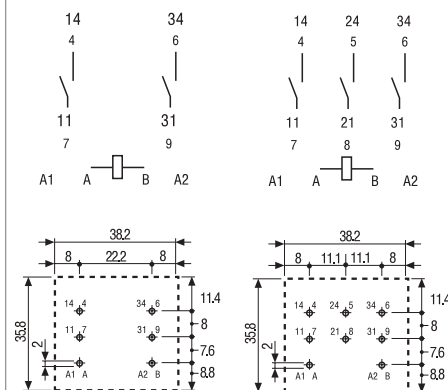 14 34
4 6
11 31
7 9
A1 A B A2
38.2
8 22.2 8
11.4
14 4 34 6
8
35.8
11 7 31 9
7.6
2
A1 A A2 B
8.8
14 24 34
4 5 6
11 21 31
7 8 9
A1 A B A2
38.2
8 11.1 11.1 8
11.4
14 4 24 5 34 6
8
35.8
11 7 21 8 31 9
7.6
2
A1 A A2 B
8.8